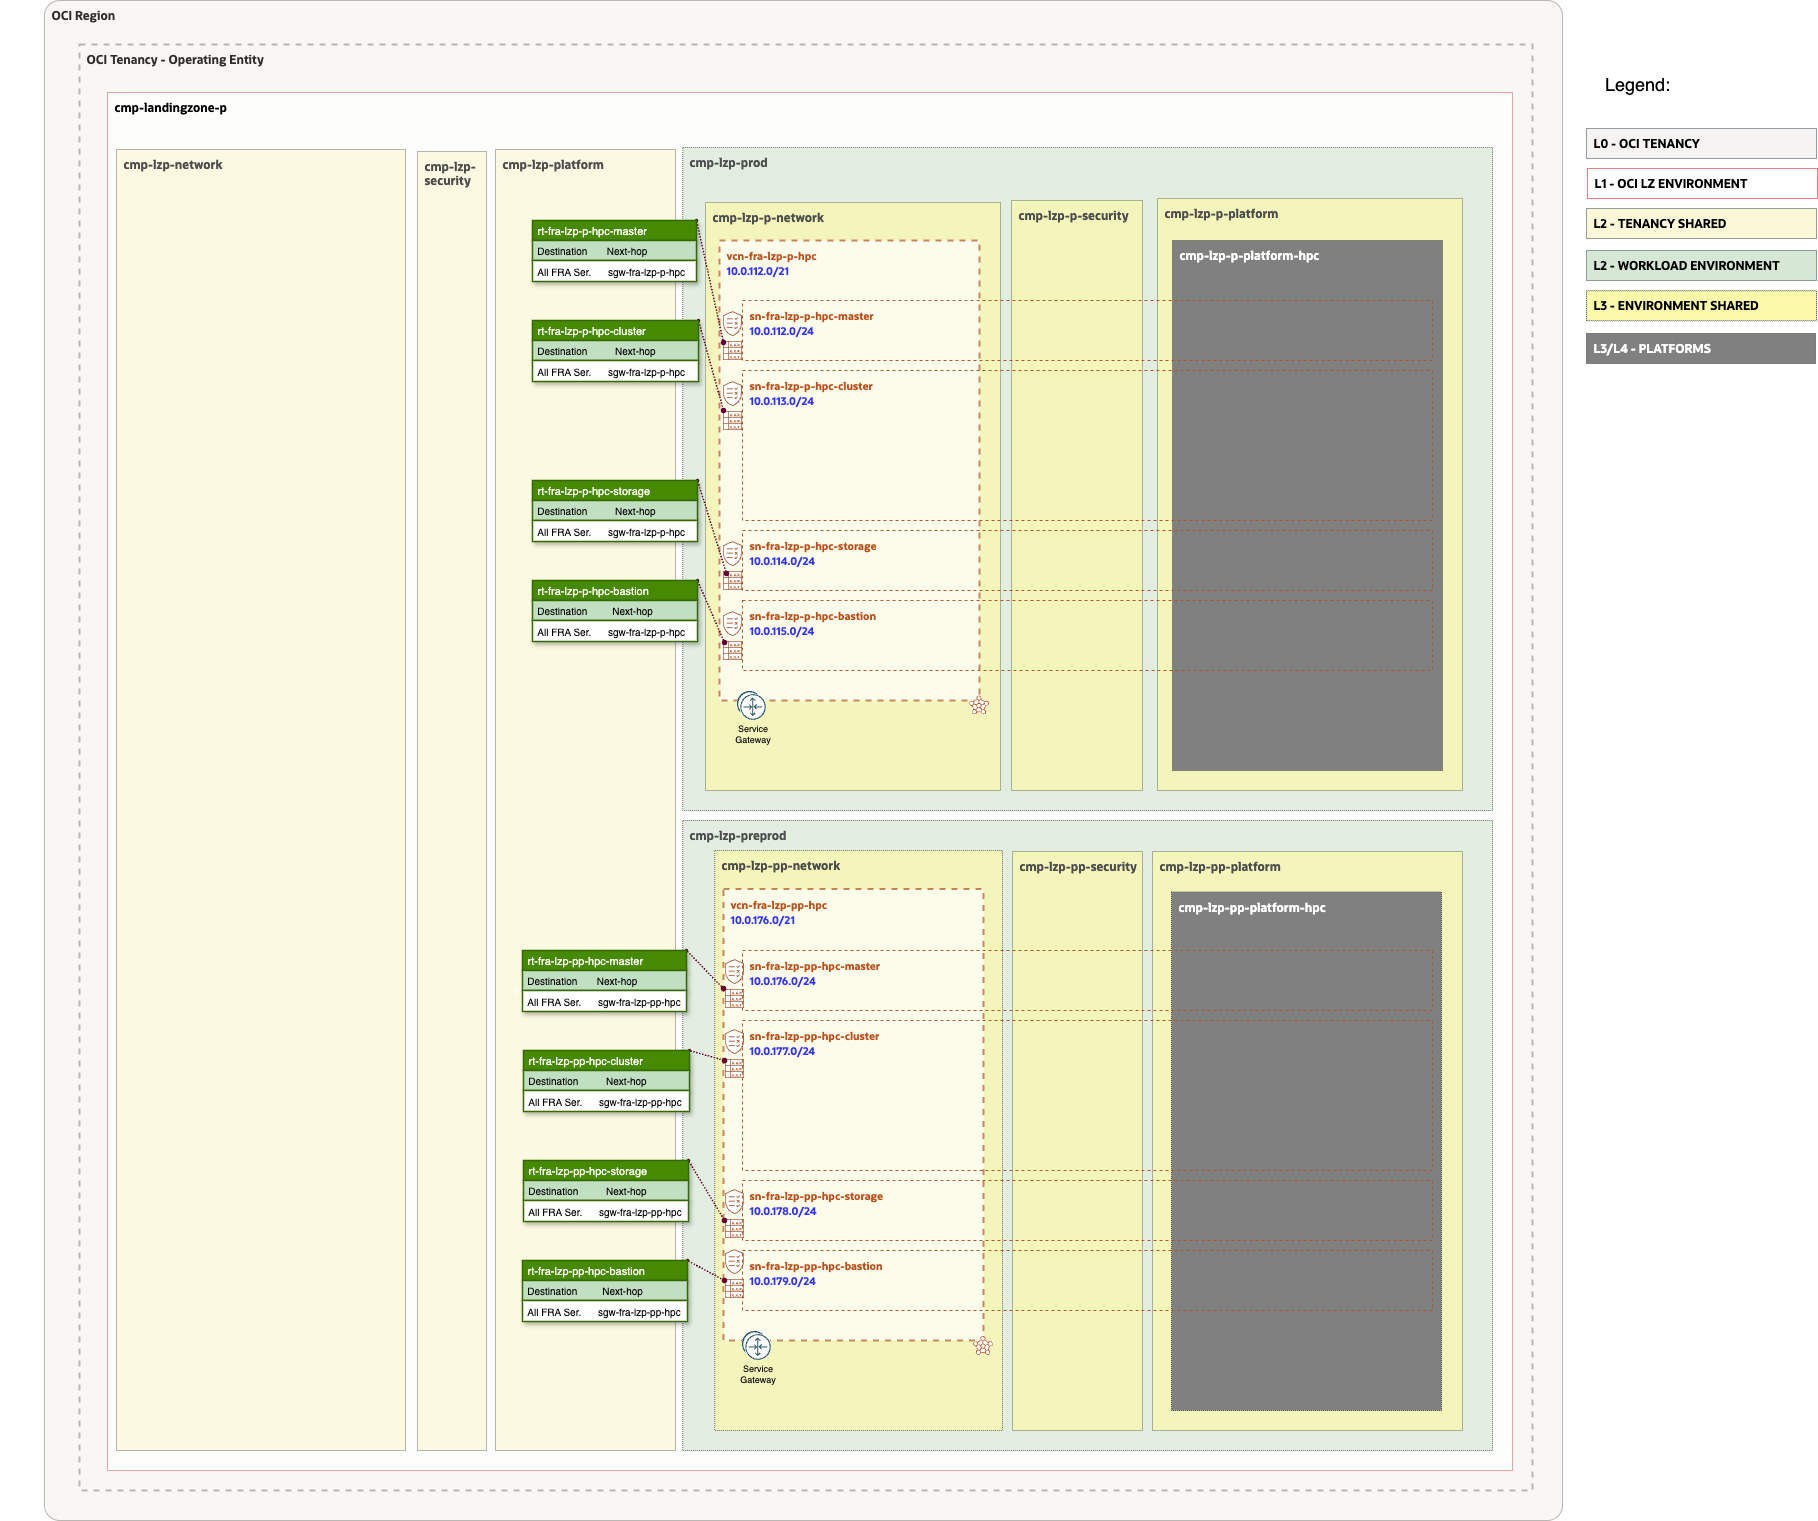 OCI Region
OCI Tenancy - Operating Entity
cmp-landingzone-p
cmp-lzp-network
cmp-lzp-
security
cmp-lzp-platform
cmp-lzp-prod
cmp-lzp-p-network
cmp-lzp-p-security
cmp-lzp-p-platform
cmp-lzp-p-platform-hpc
vcn-fra-lzp-p-hpc
10.0.112.0/21
rt-fra-lzp-p-hpc-master
Destination Next-hop
All FRA Ser. sgw-fra-lzp-p-hpc
sn-fra-lzp-p-hpc-master
10.0.112.0/24
rt-fra-lzp-p-hpc-cluster
Destination Next-hop
All FRA Ser. sgw-fra-lzp-p-hpc
sn-fra-lzp-p-hpc-cluster
10.0.113.0/24
rt-fra-lzp-p-hpc-storage
Destination Next-hop
All FRA Ser. sgw-fra-lzp-p-hpc
sn-fra-lzp-p-hpc-storage
10.0.114.0/24
rt-fra-lzp-p-hpc-bastion
Destination Next-hop
All FRA Ser. sgw-fra-lzp-p-hpc
sn-fra-lzp-p-hpc-bastion
10.0.115.0/24
Service
Gateway
cmp-lzp-preprod
cmp-lzp-pp-network
cmp-lzp-pp-security
cmp-lzp-pp-platform
cmp-lzp-pp-platform-hpc
vcn-fra-lzp-pp-hpc
10.0.176.0/21
rt-fra-lzp-pp-hpc-master
Destination Next-hop
All FRA Ser. sgw-fra-lzp-pp-hpc
sn-fra-lzp-pp-hpc-master
10.0.176.0/24
rt-fra-lzp-pp-hpc-cluster
Destination Next-hop
All FRA Ser. sgw-fra-lzp-pp-hpc
sn-fra-lzp-pp-hpc-cluster
10.0.177.0/24
rt-fra-lzp-pp-hpc-storage
Destination Next-hop
All FRA Ser. sgw-fra-lzp-pp-hpc
sn-fra-lzp-pp-hpc-storage
10.0.178.0/24
rt-fra-lzp-pp-hpc-bastion
Destination Next-hop
All FRA Ser. sgw-fra-lzp-pp-hpc
sn-fra-lzp-pp-hpc-bastion
10.0.179.0/24
Service
Gateway
Legend:
L0 - OCI TENANCY
L1 - OCI LZ ENVIRONMENT
L2 - TENANCY SHARED
L2 - WORKLOAD ENVIRONMENT
L3 - ENVIRONMENT SHARED
L3/L4 - PLATFORMS